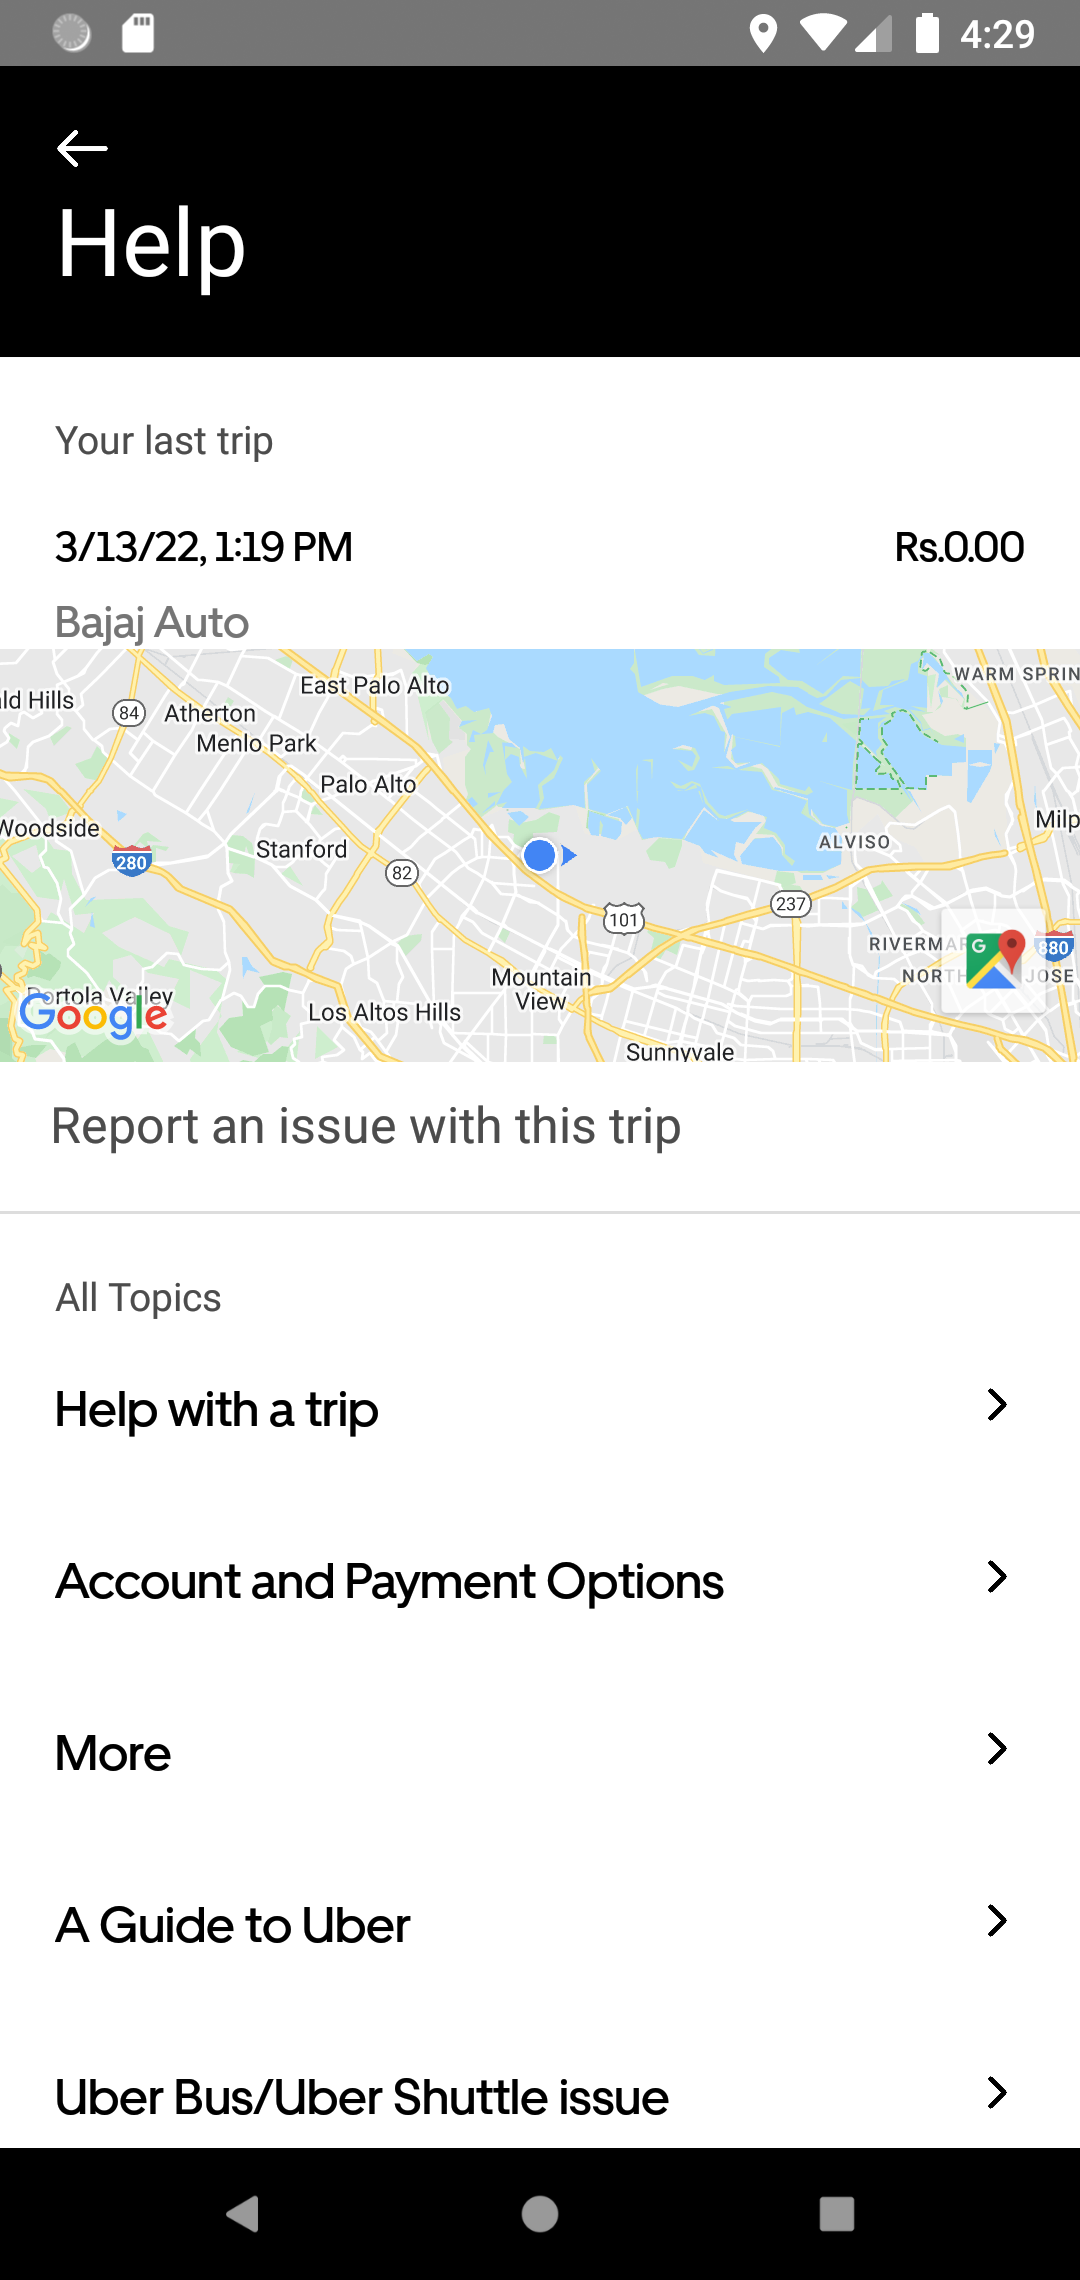 4:29
Help
Your last trip
3/13/22, 1:19 PM Rs.0.00
Bajaj Auto
East Palo Alto
WARM SPRIN
ld Hills
84
Atherton
Menlo Park
Palo Alto
Woodside
Milp
Stanford
ALVISO
280
82
237
101
880
Mountain
View
Portola Valley
Google
G
Los Altos Hills
Sunnyvale
Report an issue with this trip
All Topics
Help with a trip
Account and Payment Options
More
A Guide to Uber
Uber Bus/Uber Shuttle issue